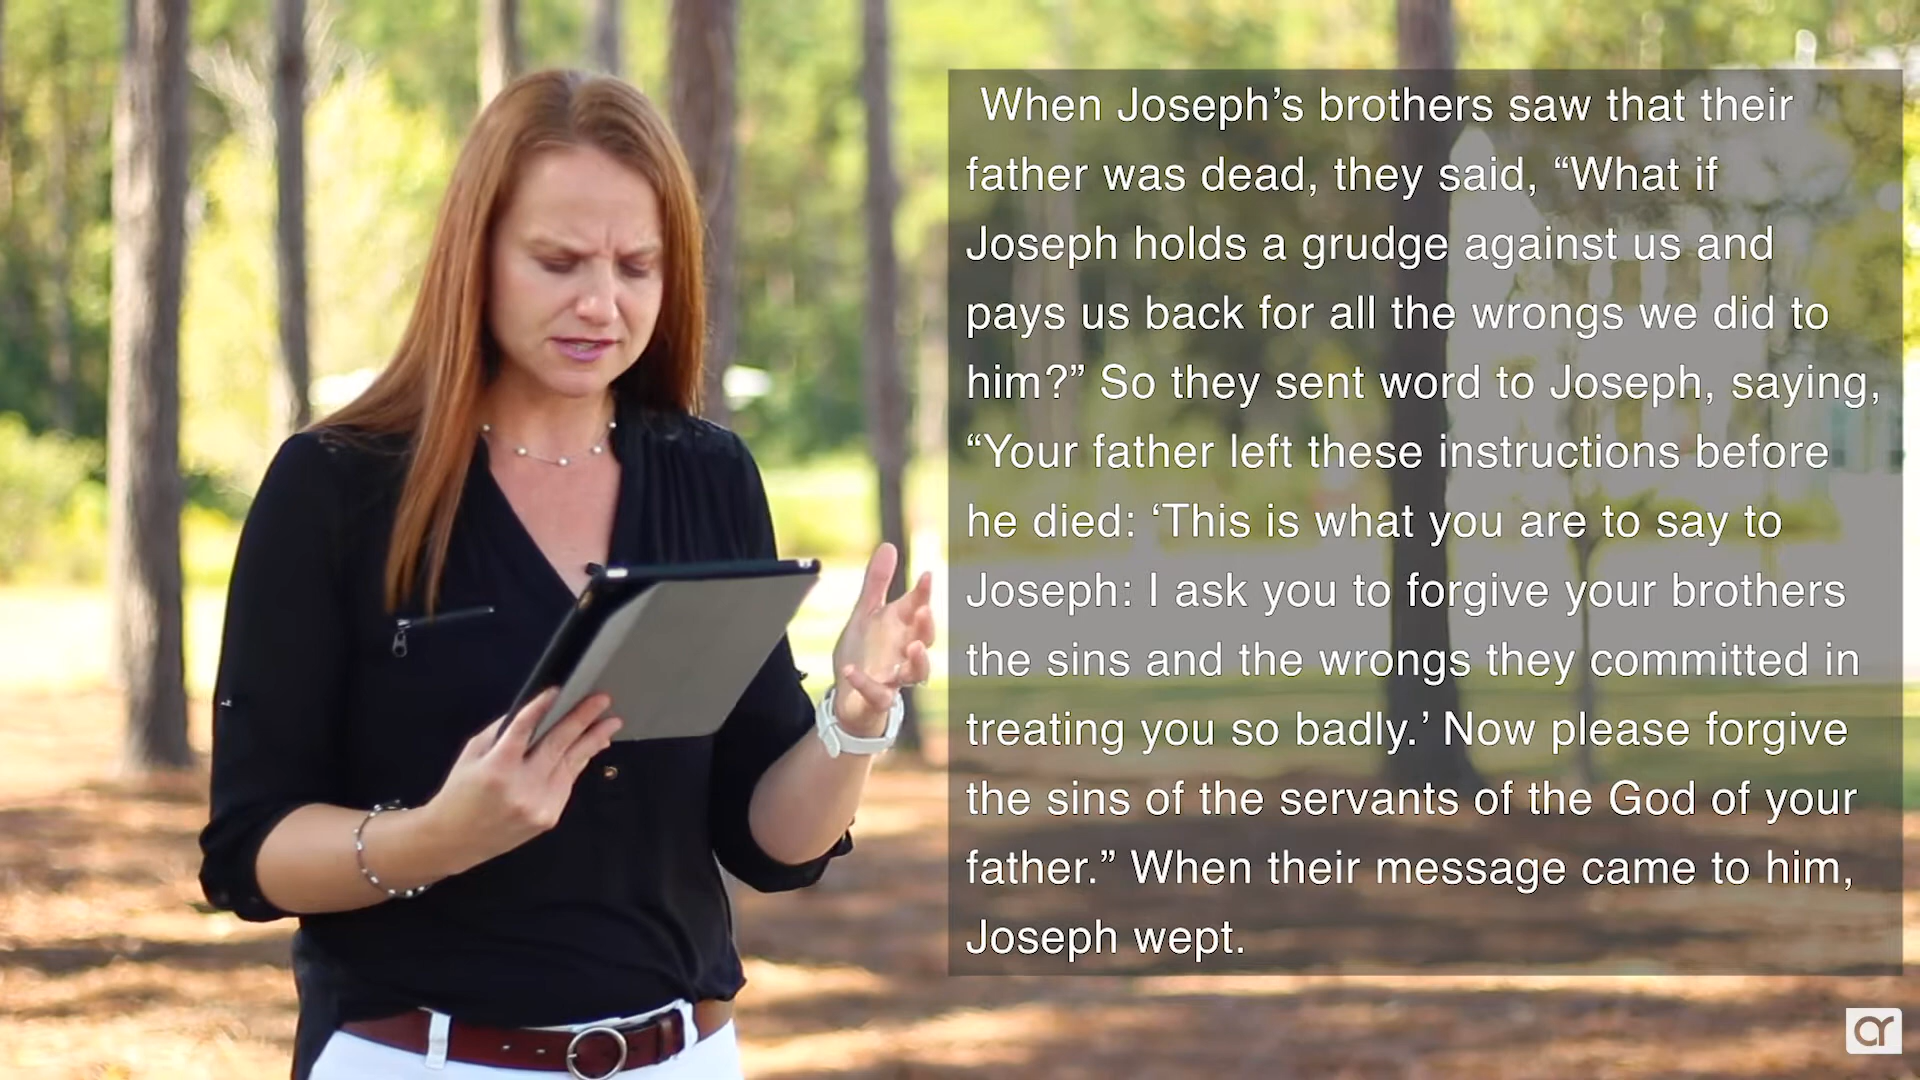 When Joseph’s brothers saw that their
father was dead, they said, “What if
Joseph holds a grudge against us and
pays us back for all the wrongs we did to
him?” So they sent word to Joseph, saying,
“Your father left these instructions before
he died: ‘This is what you are to say to
Joseph: I ask you to forgive your brothers
the sins and the wrongs they committed in
treating you so badly.’ Now please forgive
the sins of the servants of the God of your
father.” When their message came to him,
Joseph wept.
ar